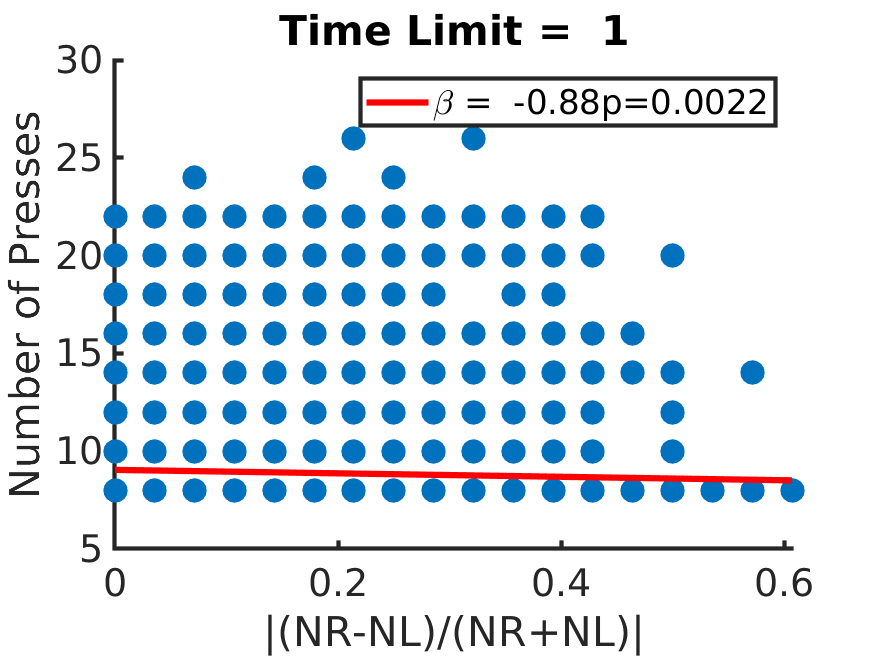 Time Limit =  1
β =  -0.88p=0.0022
Number of Presses
30
25
20
15
10
5
0
0.2
0.4
0.6
|(NR-NL)/(NR+NL)|